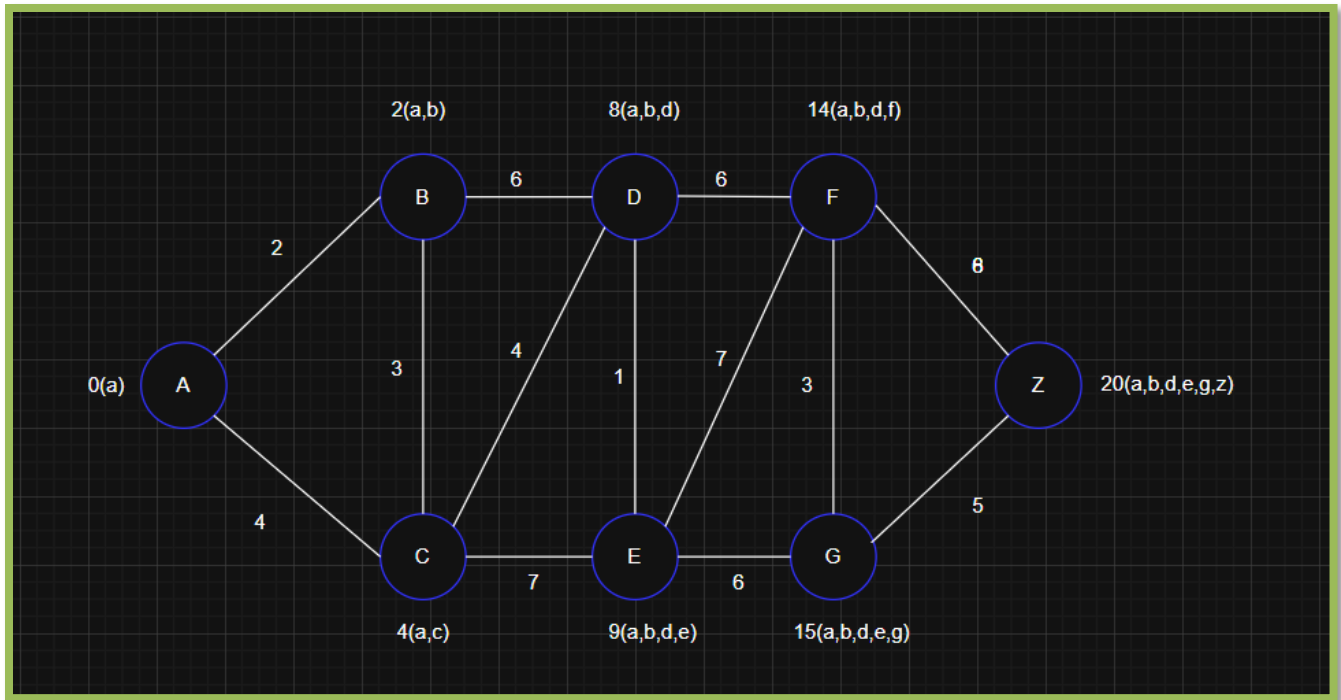 2(a,b) 8(a,b,d) 14(a,b,d,f)
6 6
B D F
2
3 4 1 7 3
0(a) A Z 20(a,b,d,e,g,z)
4 5
C E G
7 6
4(a,c) 9(a,b,d,e) 15(a,b,d,e,g)